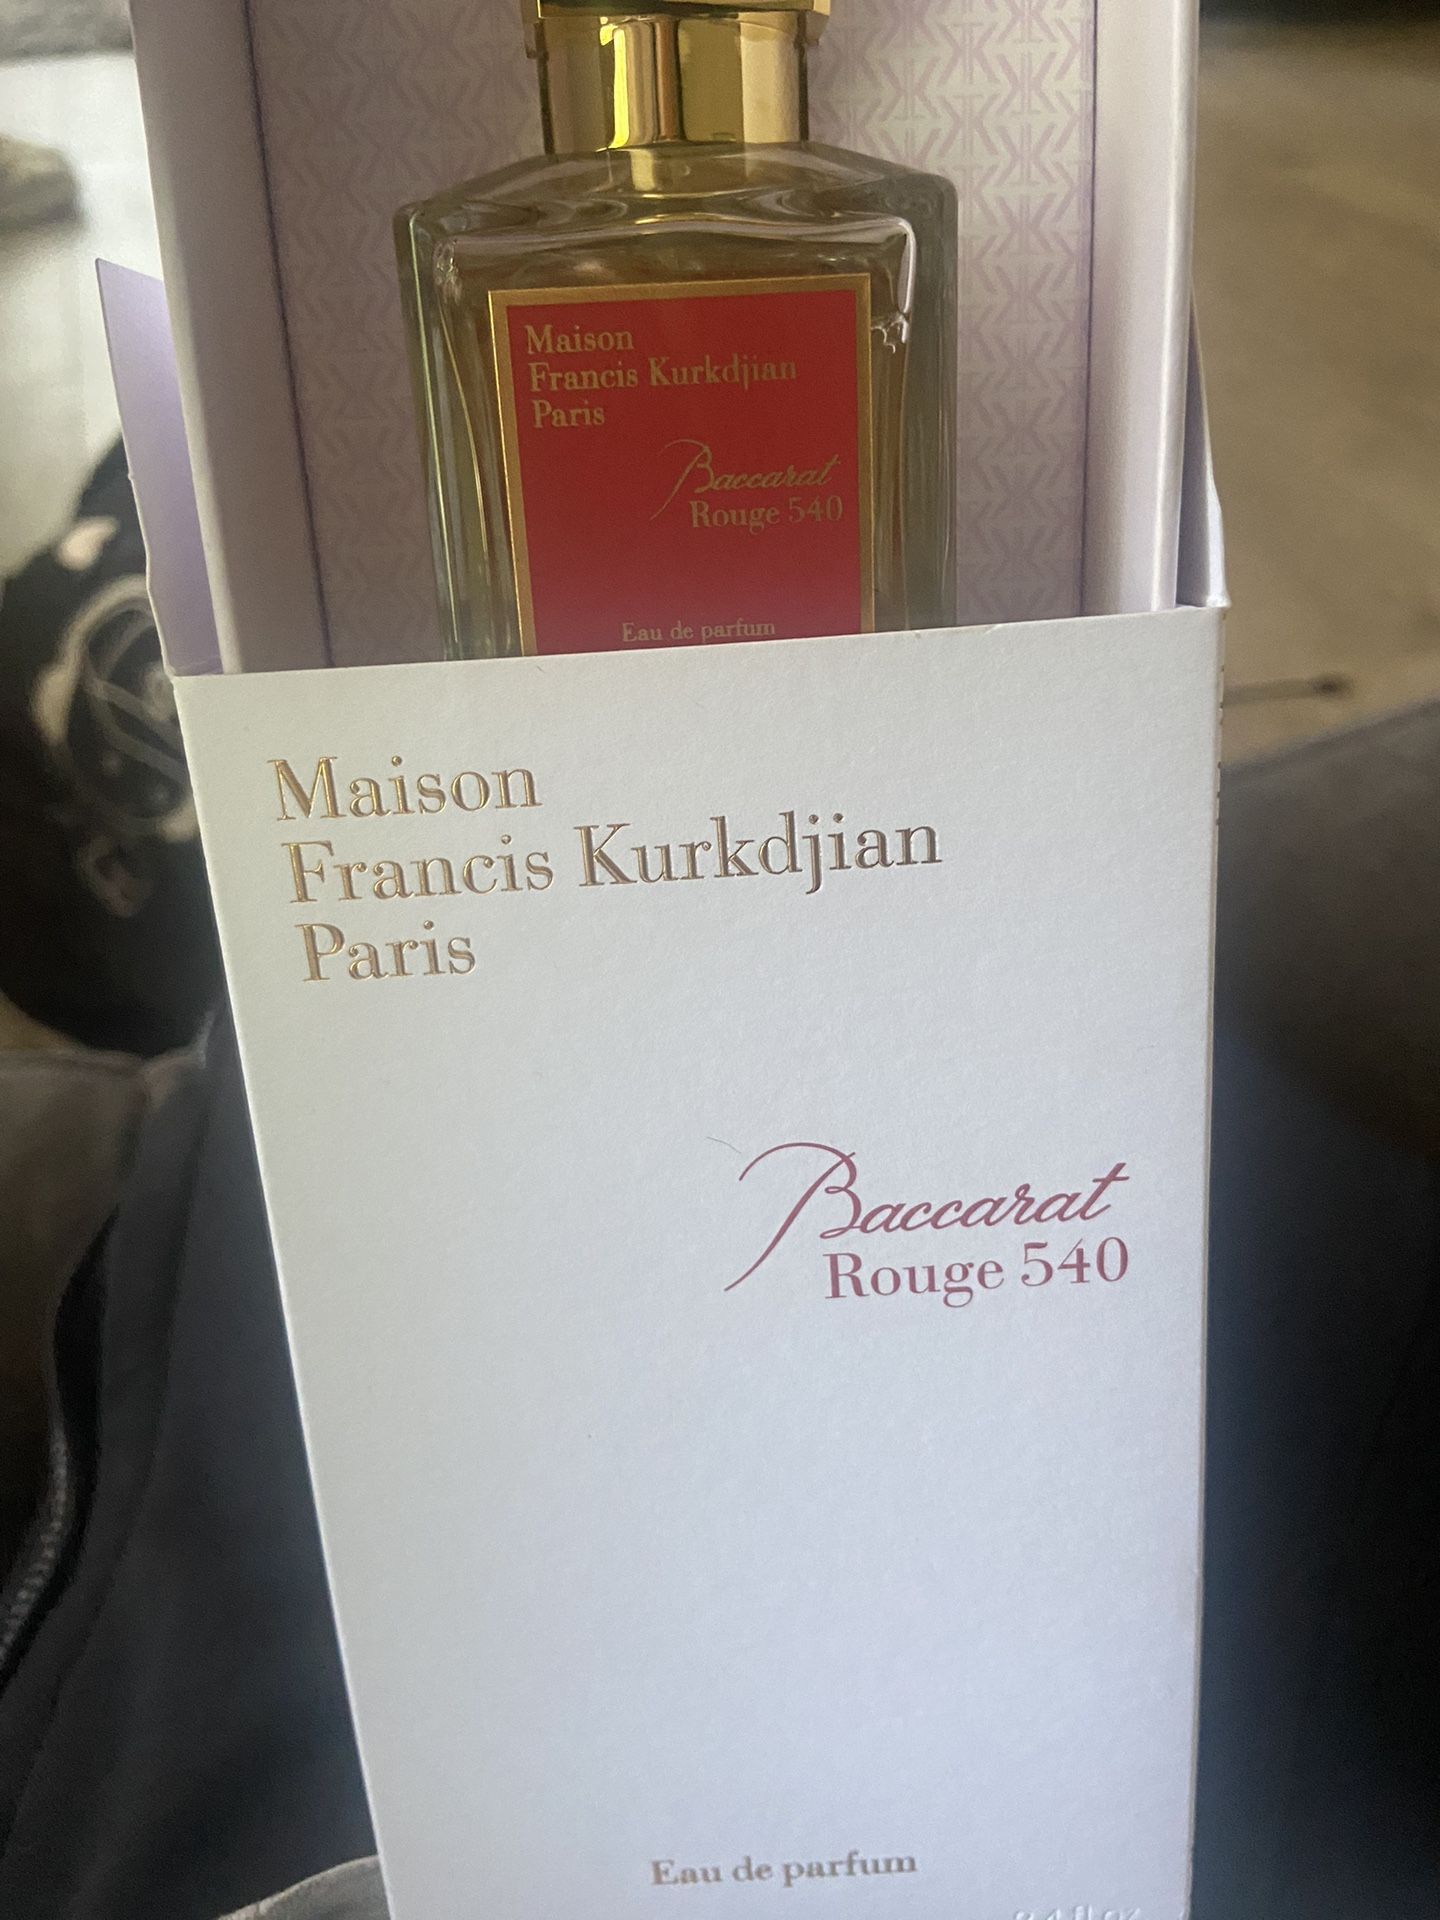 Maison
Francis Kurkdjian
Paris
Baccarat
Rouge 540
Eau de parfum
Maison
Francis Kurkdjian
Paris
Baccarat
Rouge 540
Eau de parfum